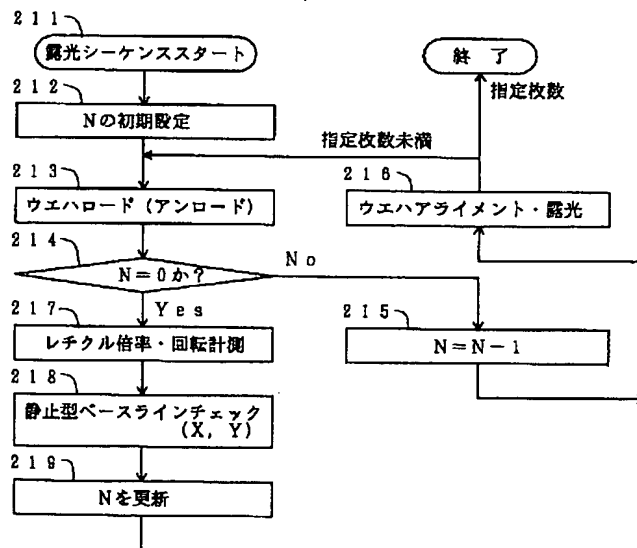 211
露光シーケンススタート
212
Nの初期設定
213
ウエハロード(アンロード)
214
N=0か?
No
Yes
217
レチクル倍率・回転計測
218
静止型ベースラインチェック
(X, Y)
219
Nを更新
終 了
指定枚数
指定枚数未満
216
ウエハアライメント・露光
215
N=N-1